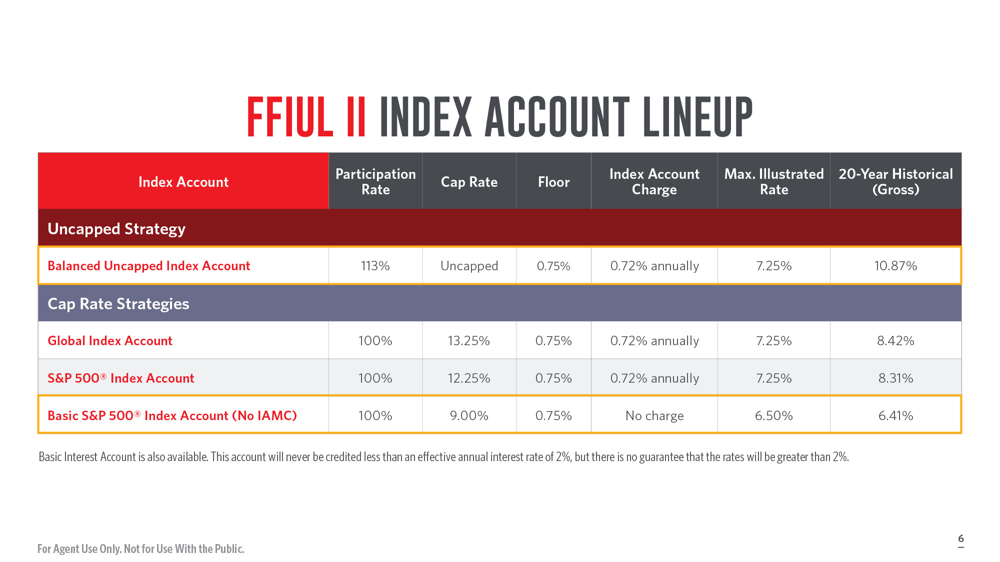 FFIUL II INDEX ACCOUNT LINEUP
Index Account
Participation
Rate
Cap Rate
Floor
Index Account
Charge
Max. Illustrated
Rate
20-Year Historical
(Gross)
Uncapped Strategy
Balanced Uncapped Index Account 113% Uncapped 0.75% 0.72% annually 7.25% 10.87%
Cap Rate Strategies
Global Index Account 100% 13.25% 0.75% 0.72% annually 7.25% 8.42%
S&P 500® Index Account 100% 12.25% 0.75% 0.72% annually 7.25% 8.31%
Basic S&P 500® Index Account (No IAMC) 100% 9.00% 0.75% No charge 6.50% 6.41%
Basic Interest Account is also available. This account will never be credited less than an effective annual interest rate of 2%, but there is no guarantee that the rates will be greater than 2%.
For Agent Use Only. Not for Use With the Public.
6